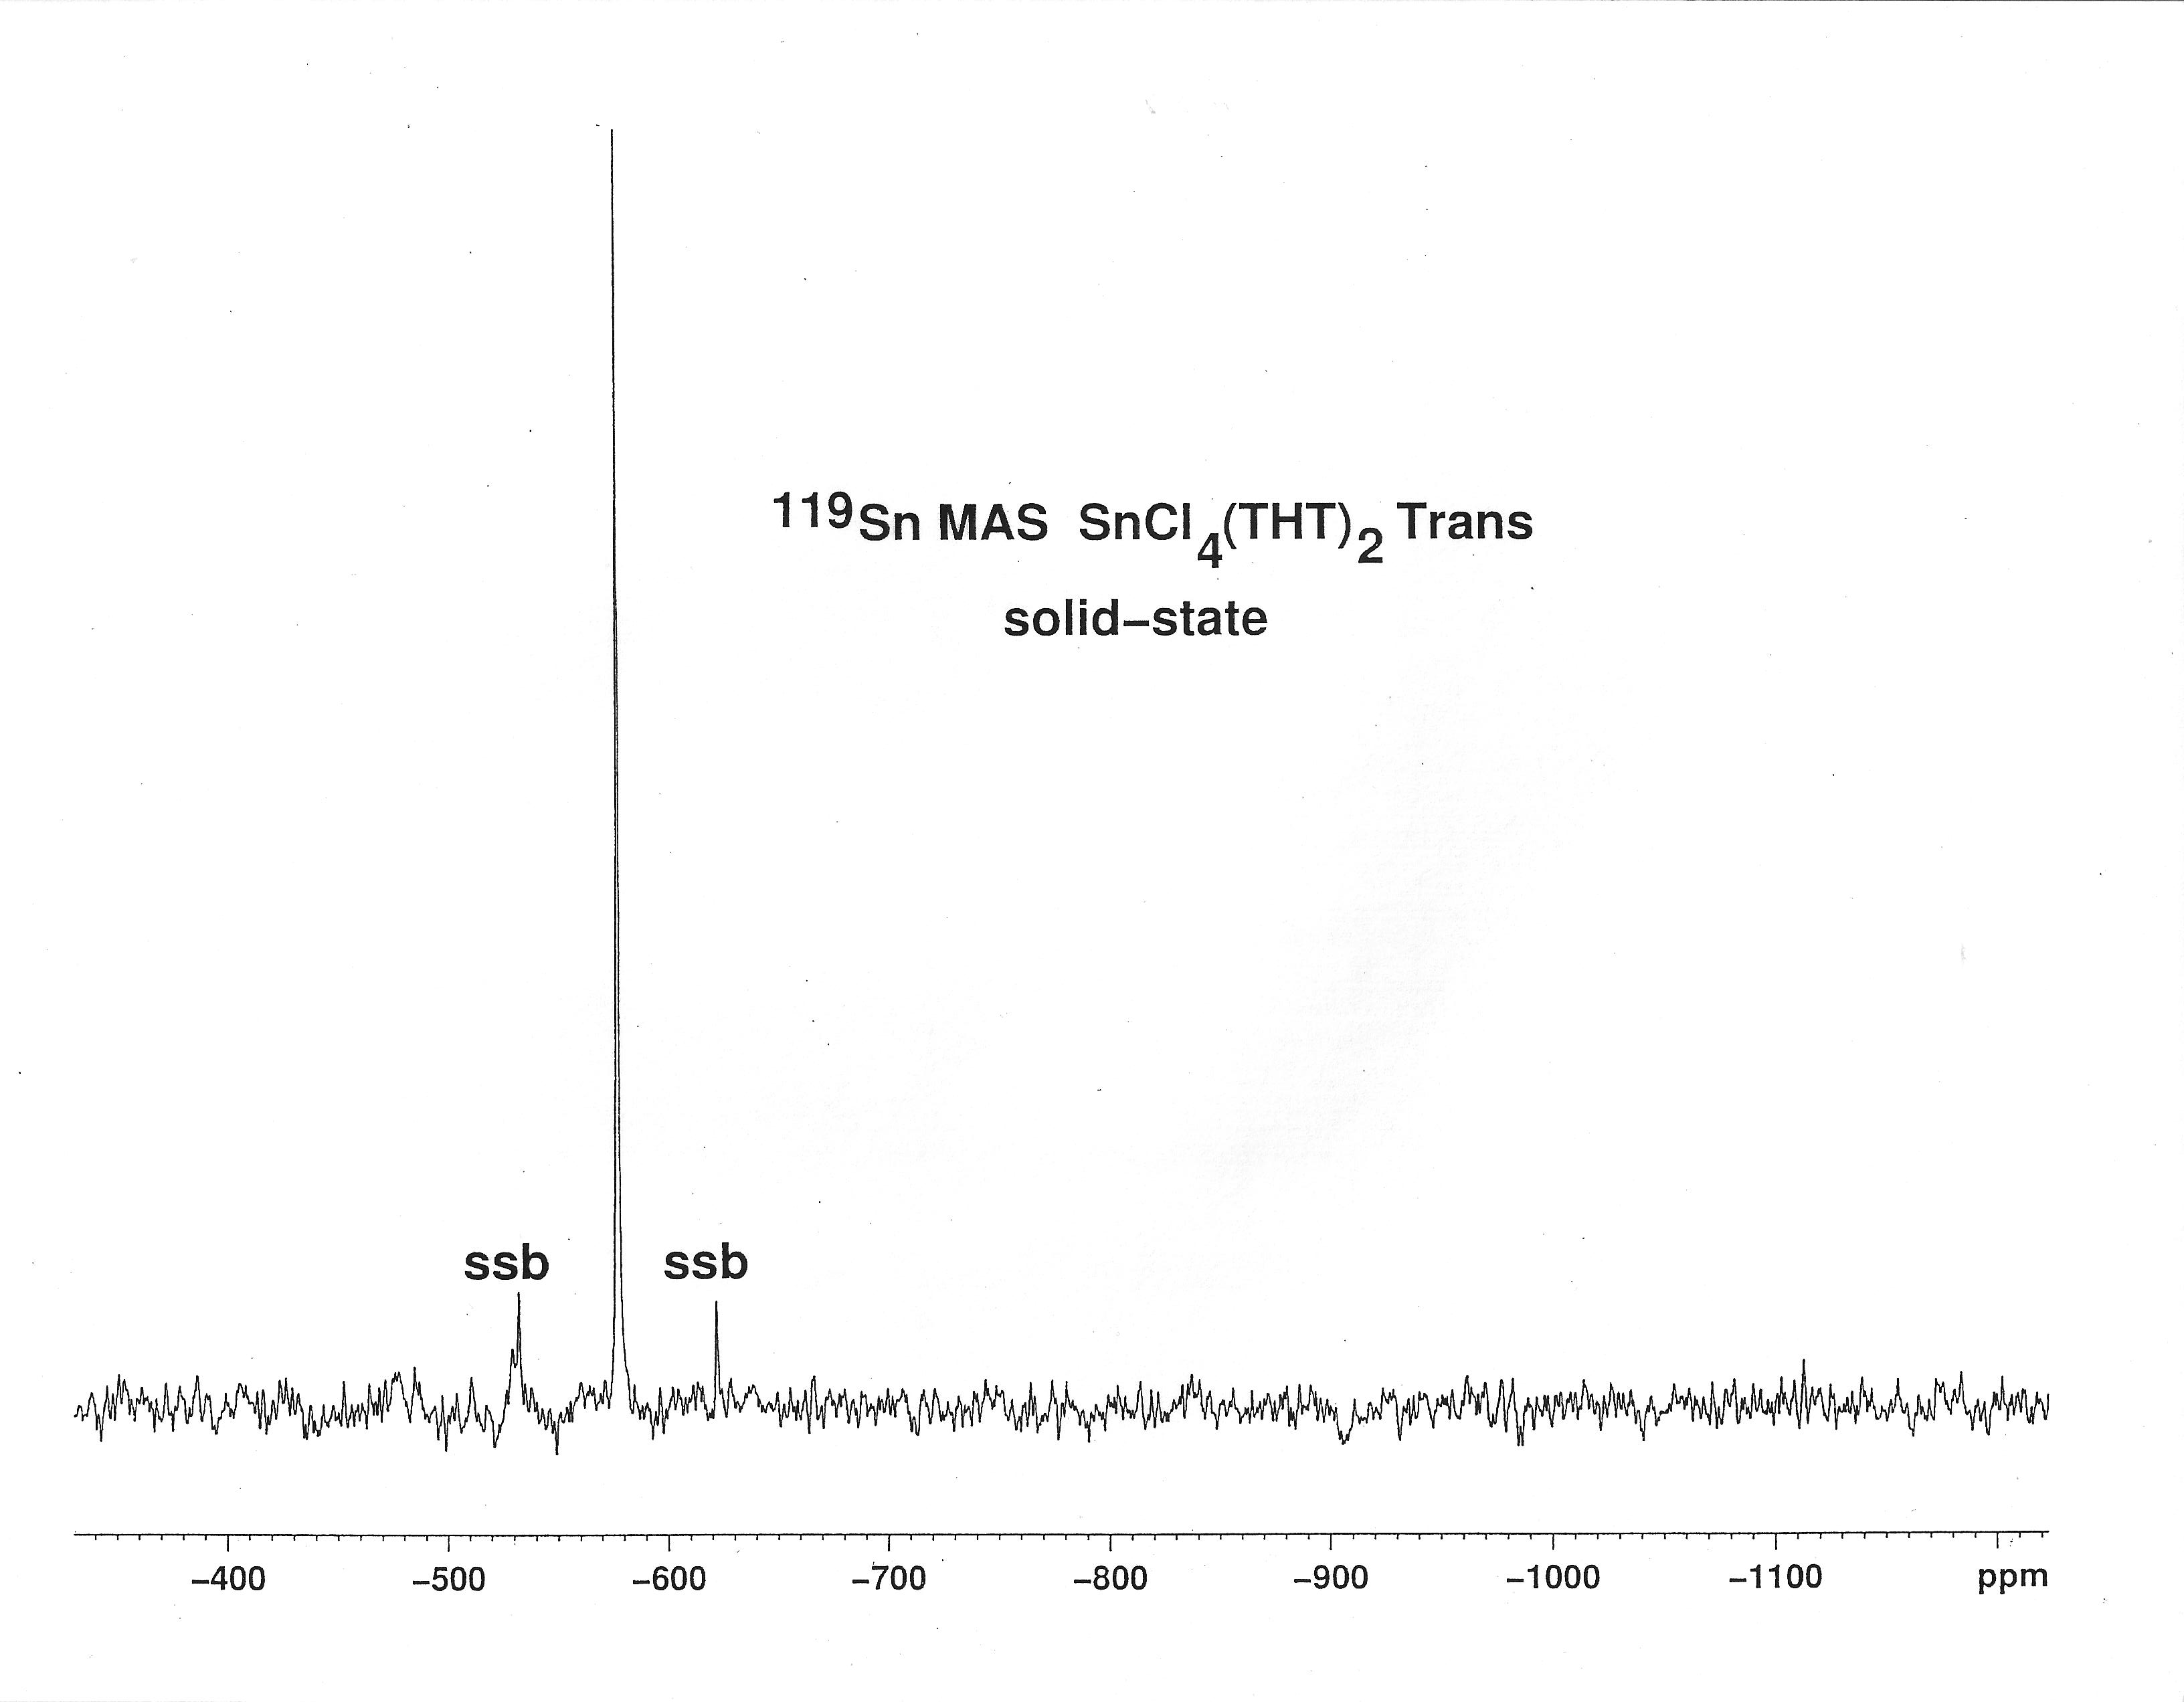 ¹¹⁹Sn MAS SnCl₄(THT)₂ Trans
solid–state
ssb ssb
–400 –500 –600 –700 –800 –900 –1000 –1100 ppm